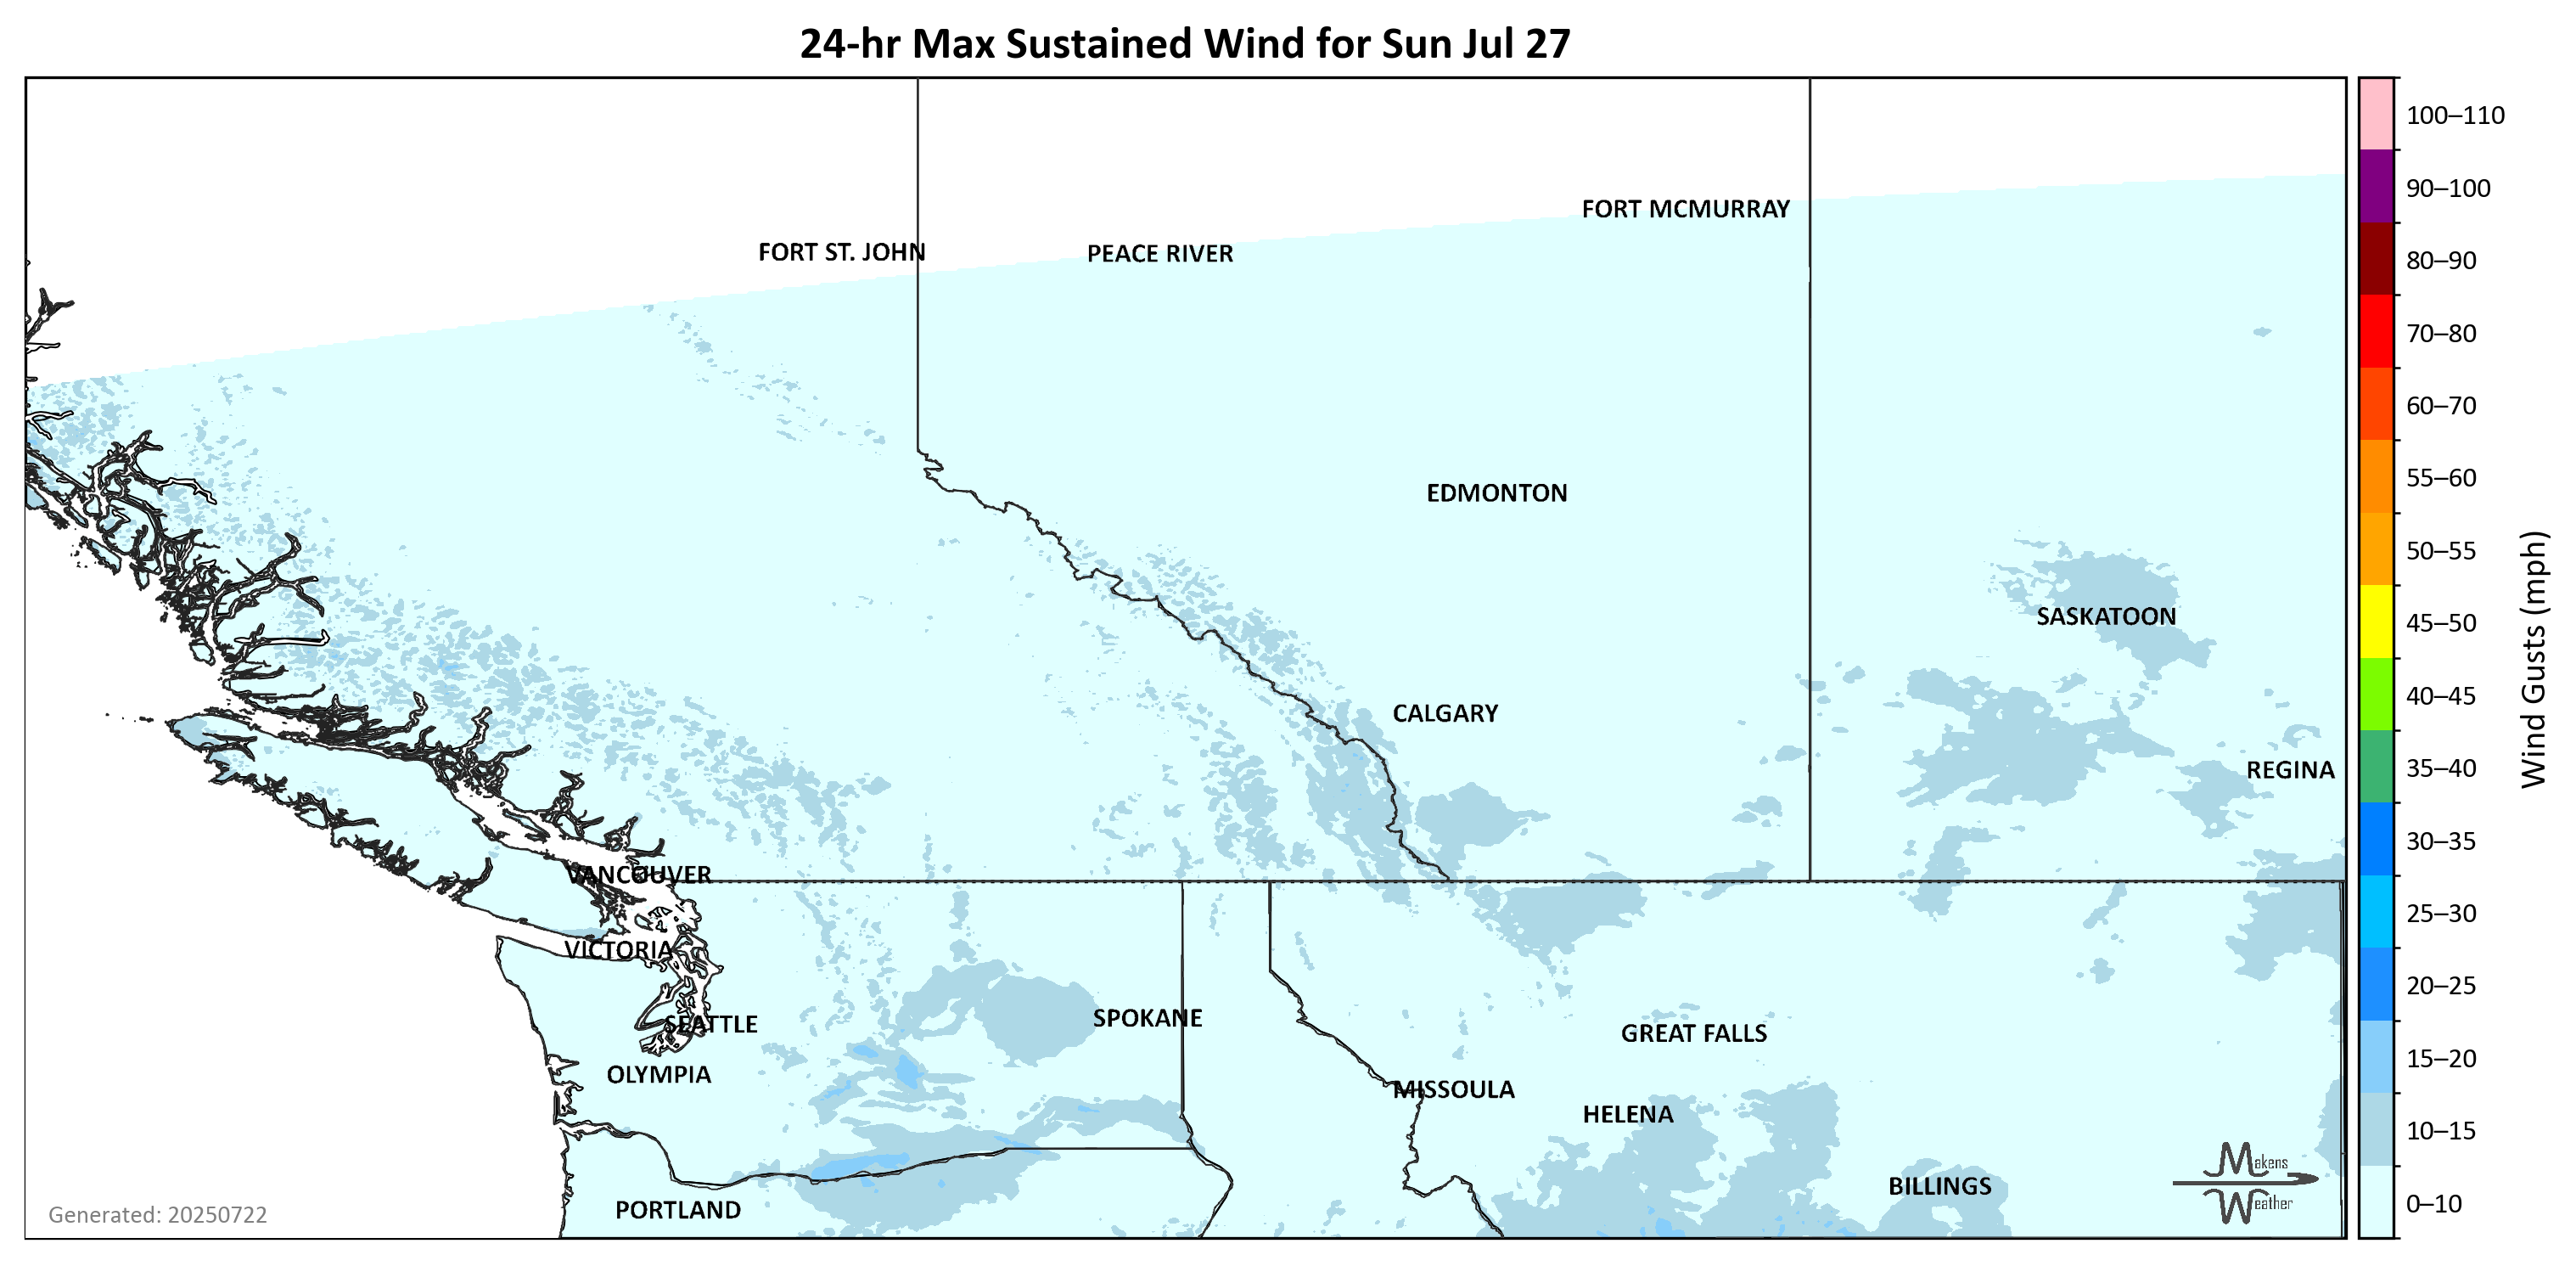 24-hr Max Sustained Wind for Sun Jul 27
100–110
90–100
80–90
70–80
60–70
55–60
50–55
45–50
40–45
35–40
30–35
25–30
20–25
15–20
10–15
0–10
Wind Gusts (mph)
FORT MCMURRAY
FORT ST. JOHN
PEACE RIVER
EDMONTON
SASKATOON
CALGARY
REGINA
VANCOUVER
VICTORIA
SPOKANE
SEATTLE
GREAT FALLS
OLYMPIA
MISSOULA
HELENA
BILLINGS
PORTLAND
Makens
Weather
Generated: 20250722